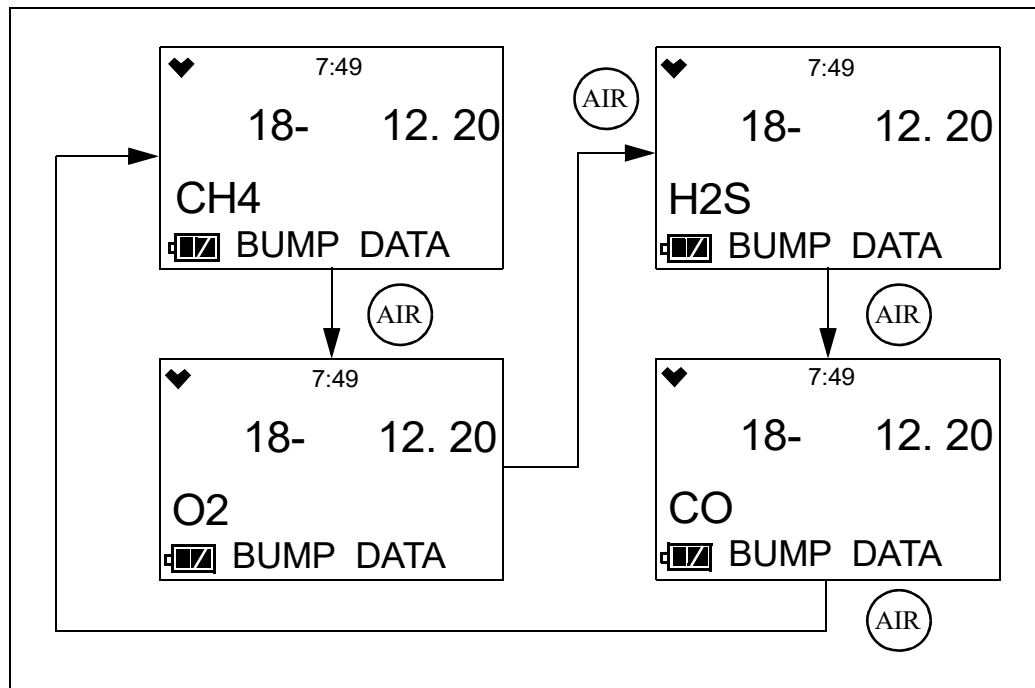 7:49
18- 12. 20
CH4
BUMP DATA
AIR
7:49
18- 12. 20
O2
BUMP DATA
AIR
7:49
18- 12. 20
H2S
BUMP DATA
AIR
7:49
18- 12. 20
CO
BUMP DATA
AIR